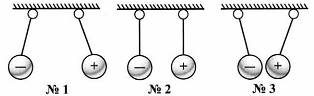 − + − + − +
№ 1 № 2 № 3